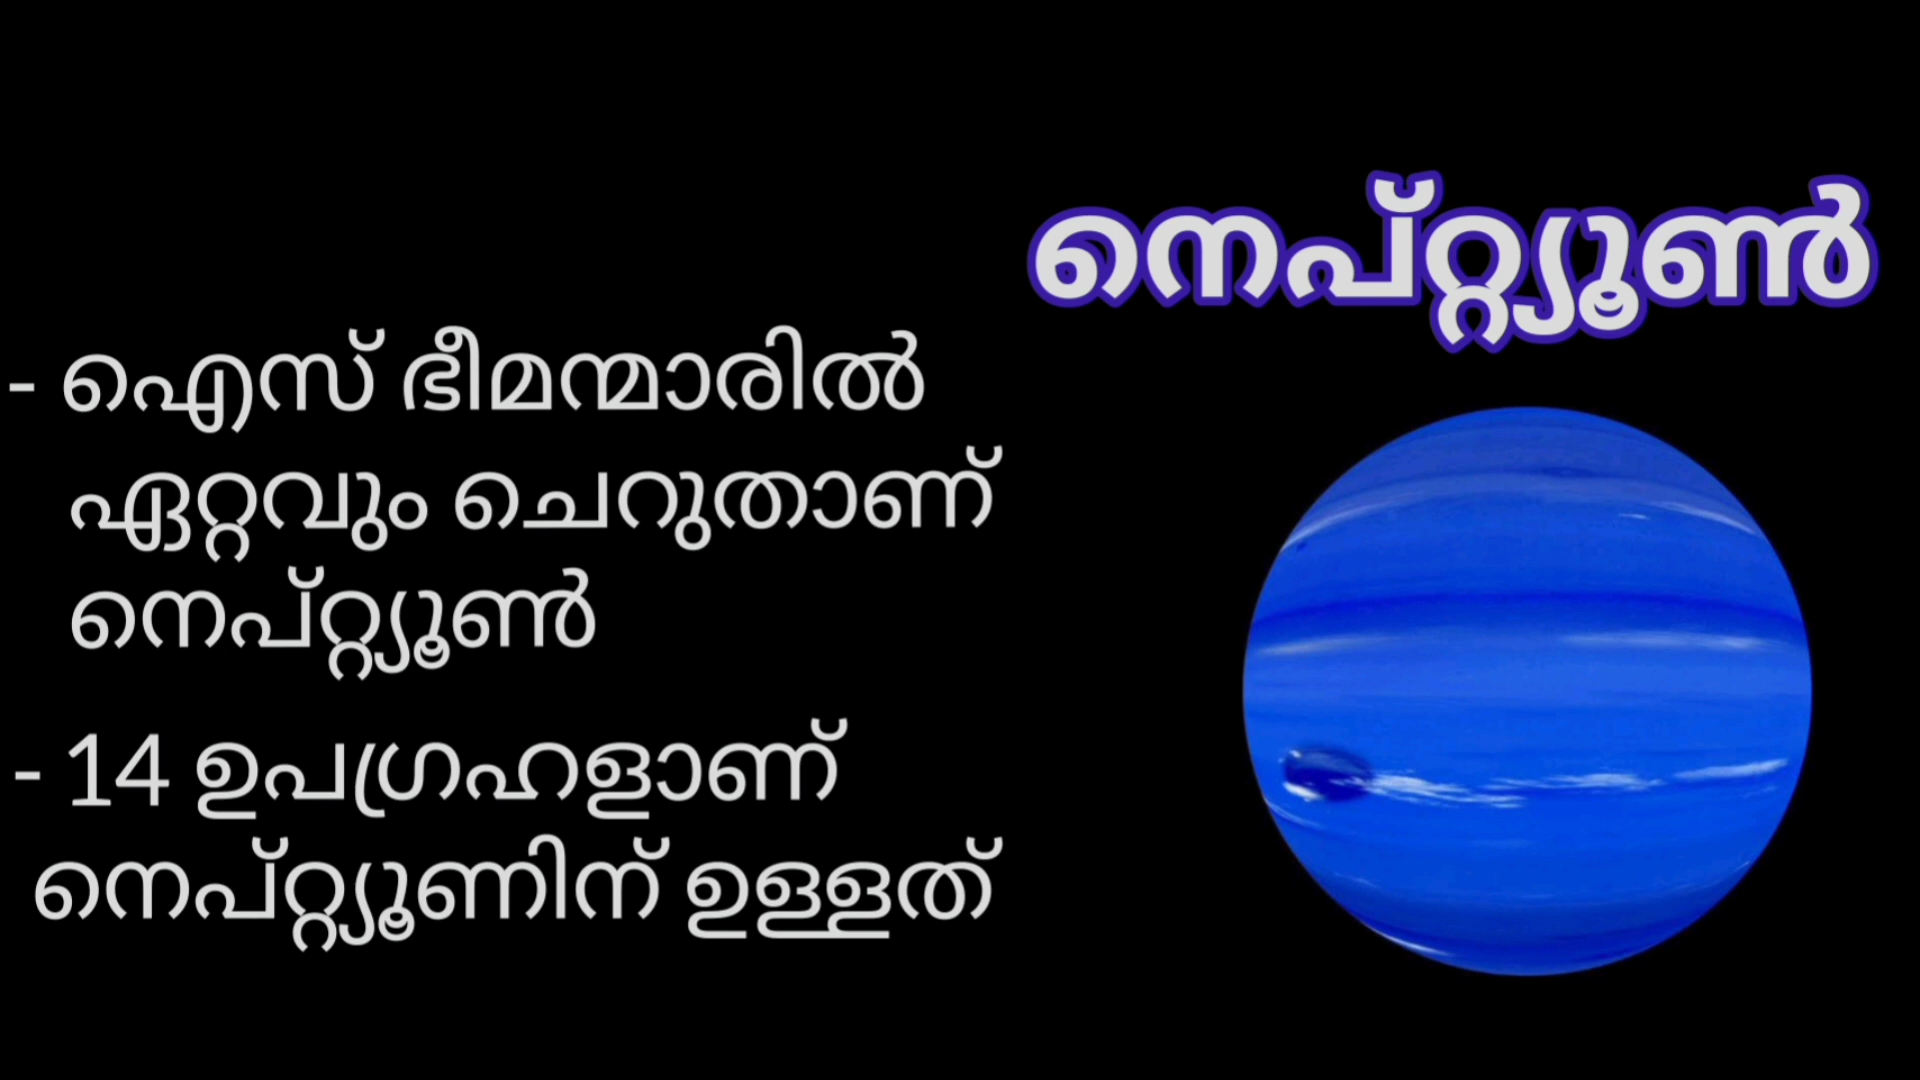 നെപ്റ്റ്യൂൺ
- ഐസ് ഭീമന്മാരിൽ
ഏറ്റവും ചെറുതാണ്
നെപ്റ്റ്യൂൺ
- 14 ഉപഗ്രഹളാണ്
നെപ്റ്റ്യൂണിന് ഉള്ളത്